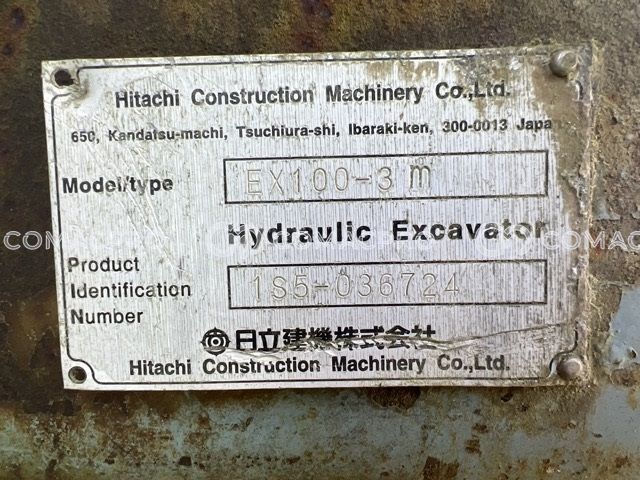 Hitachi Construction Machinery Co.,Ltd.
650, Kandatsu-machi, Tsuchiura-shi, Ibaraki-ken, 300-0013 Japa
Model/type EX100-3m
Hydraulic Excavator
Product
Identification 1S5-036724
Number
日立建機株式会社
Hitachi Construction Machinery Co.,Ltd.